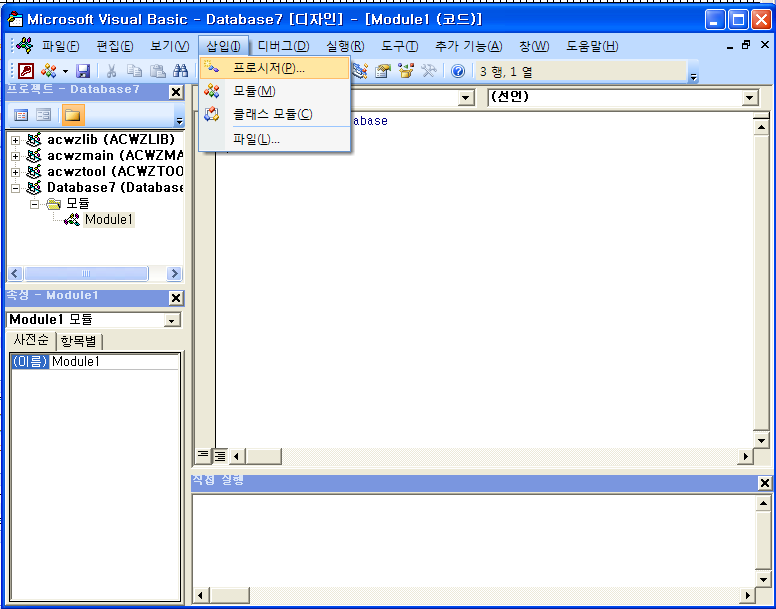 Microsoft Visual Basic - Database7 [디자인] - [Module1 (코드)]
파일(F) 편집(E) 보기(V) 삽입(I) 디버그(D) 실행(R) 도구(T) 추가 기능(A) 창(W) 도움말(H)
3 행, 1 열
프로시저(P)...
모듈(M)
클래스 모듈(C)
파일(L)...
프로젝트 - Database7
(선언)
abase
acwzlib (ACWZLIB)
acwzmain (ACWZMA
acwztool (ACWZTOO
Database7 (Database
모듈
Module1
속성 - Module1
Module1 모듈
사전순 항목별
(이름) Module1
직접 실행